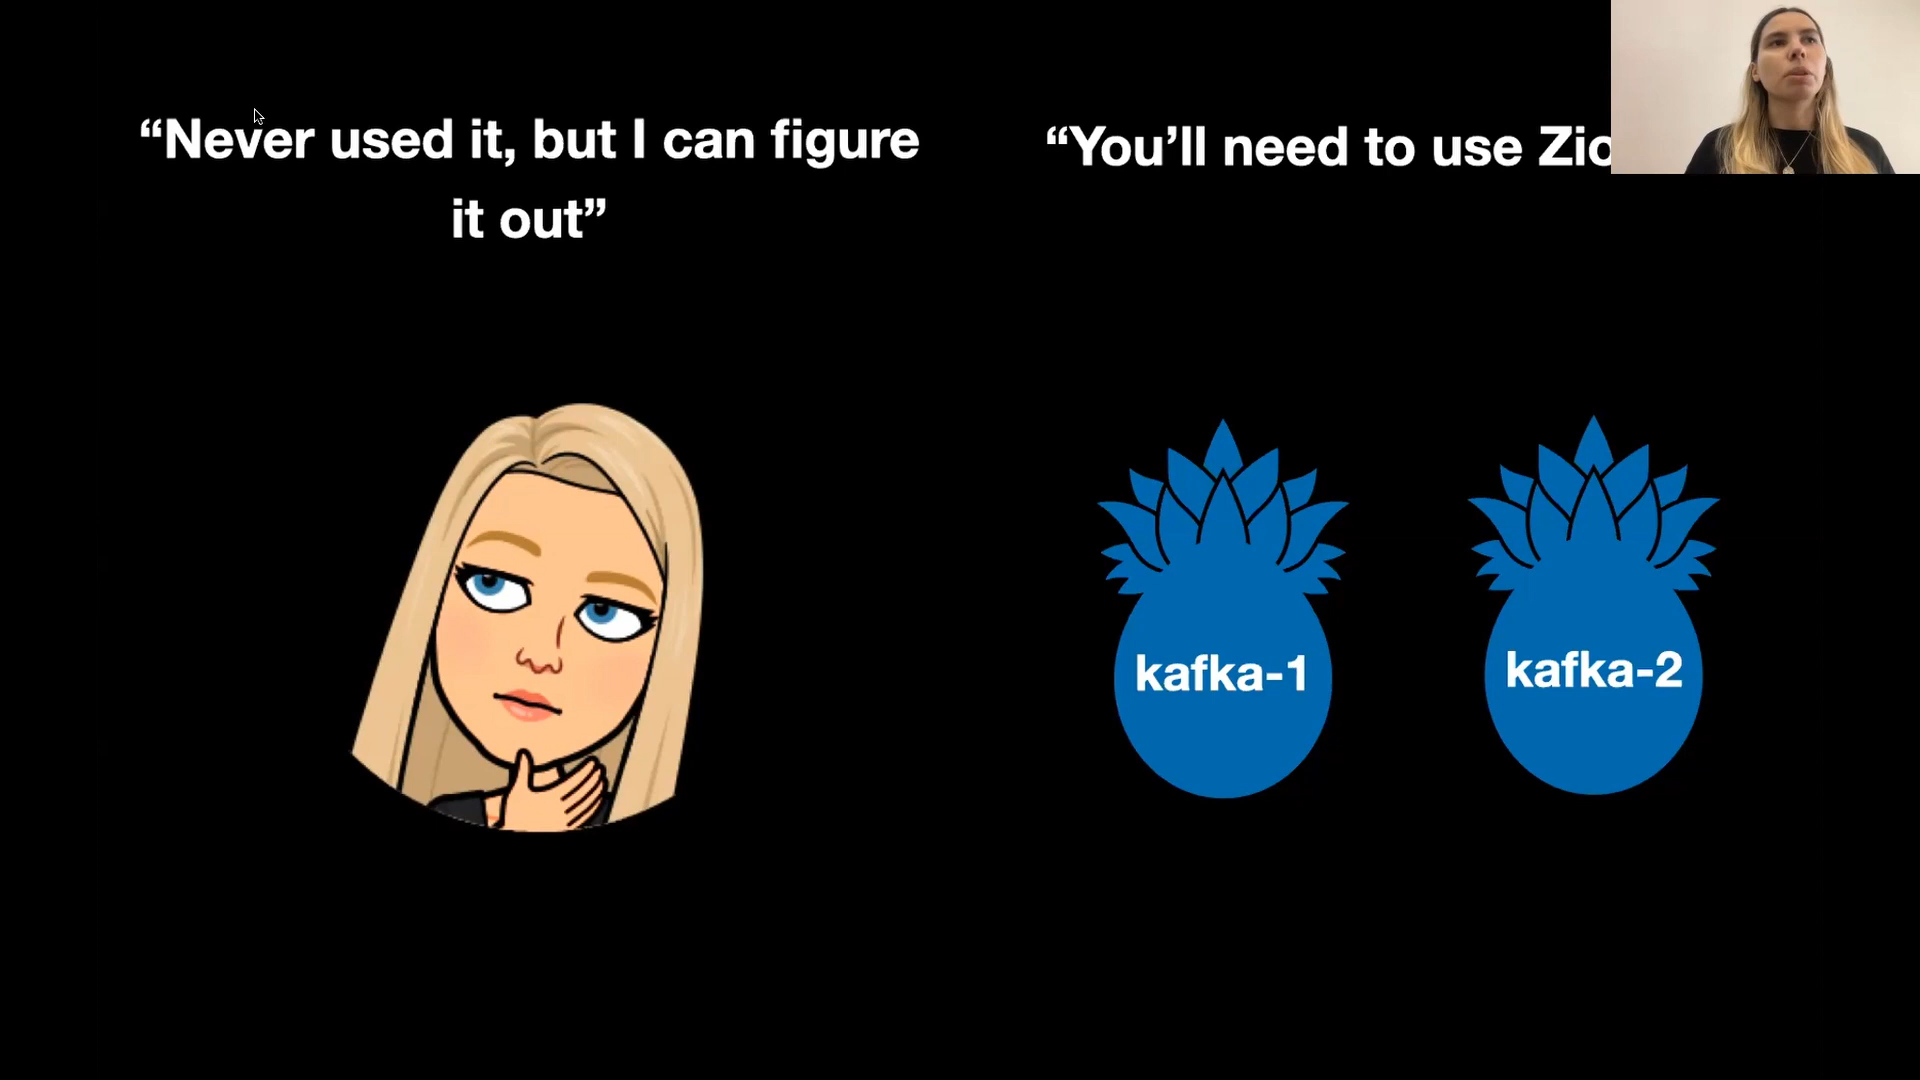 “Never used it, but I can figure
it out”
“You’ll need to use
kafka-1
kafka-2